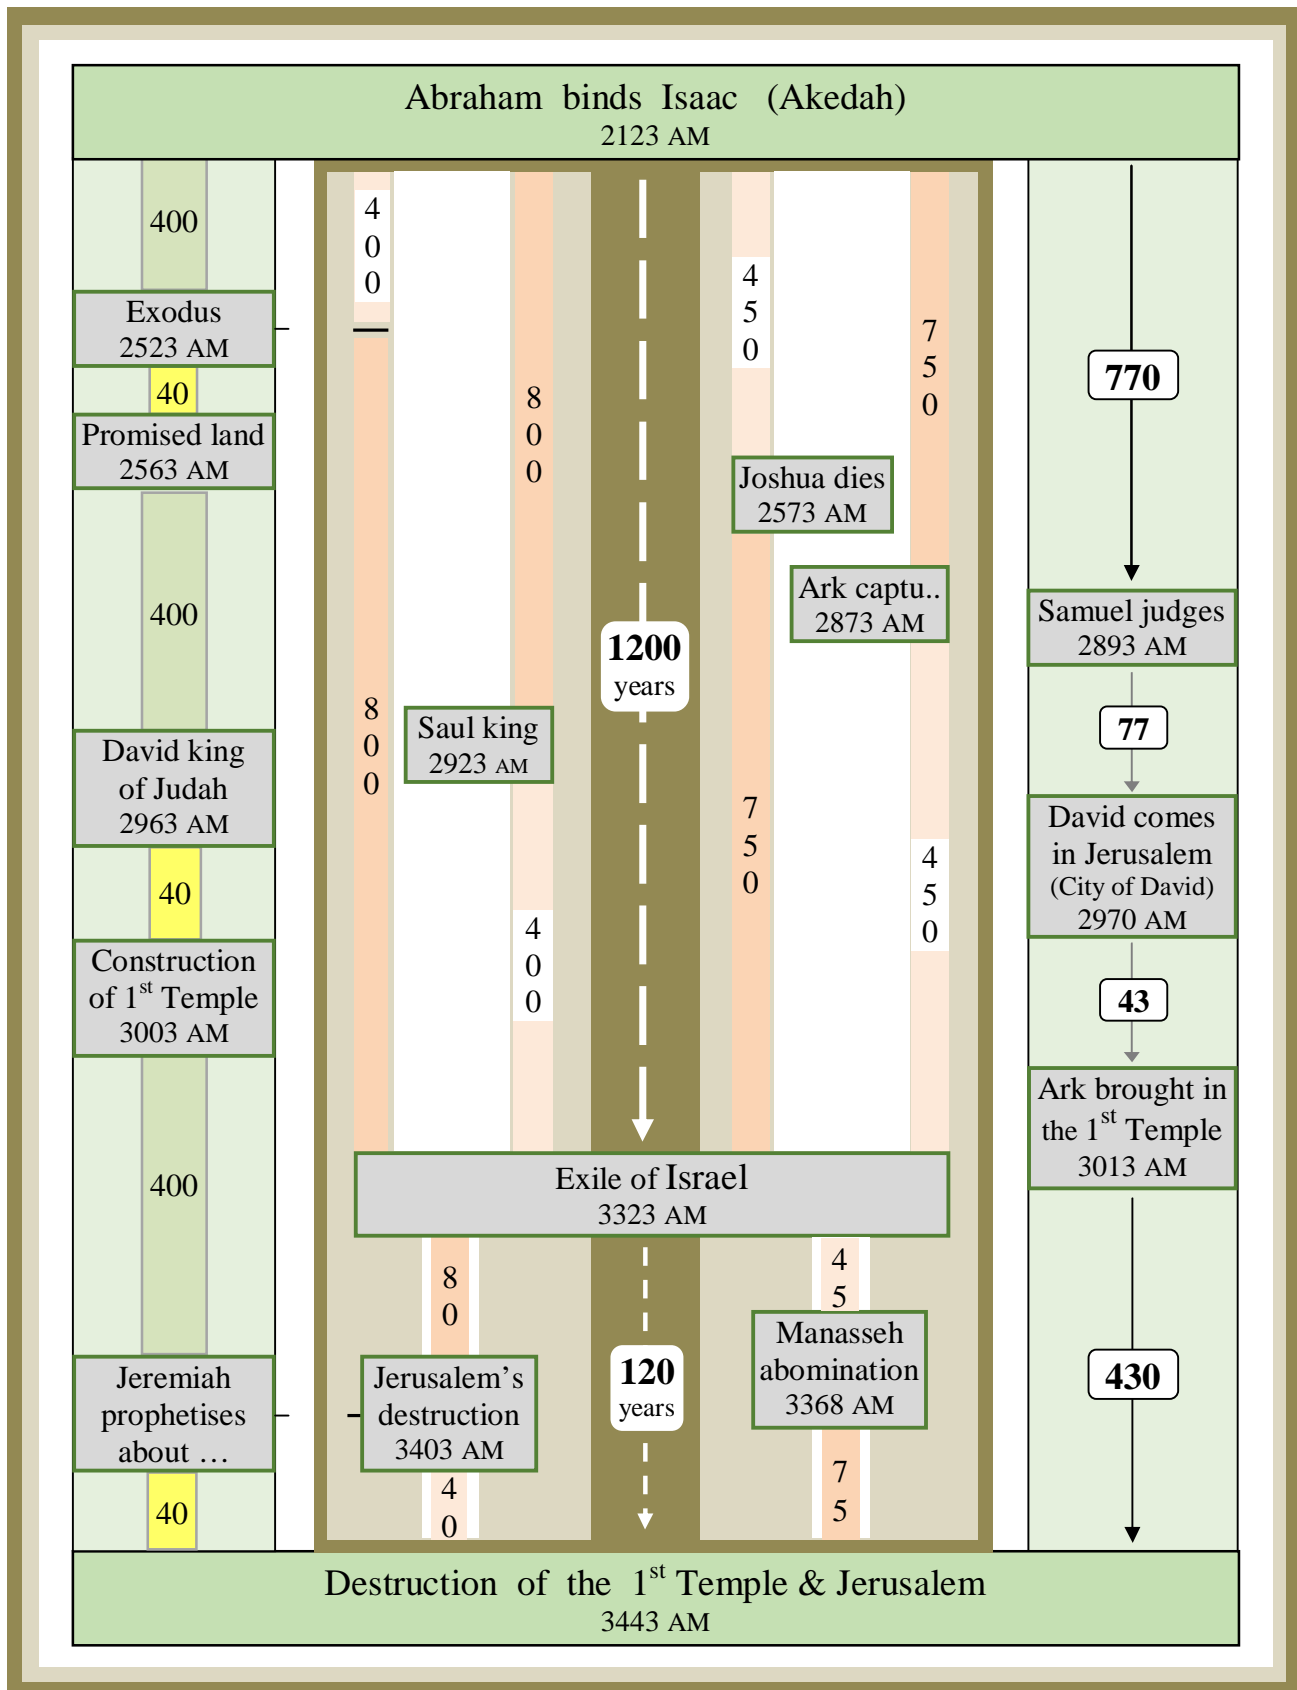 Abraham binds Isaac (Akedah)
2123 AM
400
Exodus
2523 AM
40
Promised land
2563 AM
400
David king
of Judah
2963 AM
40
Construction
of 1st Temple
3003 AM
400
Jeremiah
prophetises
about …
40
4
0
0
8
0
0
8
0
0
4
0
0
Saul king
2923 AM
1200
years
4
5
0
7
5
0
7
5
0
4
5
0
Joshua dies
2573 AM
Ark captu..
2873 AM
Exile of Israel
3323 AM
8
0
Jerusalem’s
destruction
3403 AM
4
0
120
years
4
5
Manasseh
abomination
3368 AM
7
5
770
Samuel judges
2893 AM
77
David comes
in Jerusalem
(City of David)
2970 AM
43
Ark brought in
the 1st Temple
3013 AM
430
Destruction of the 1st Temple & Jerusalem
3443 AM